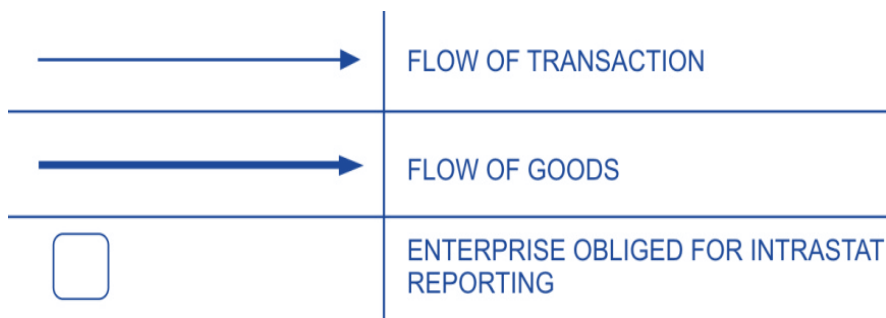 FLOW OF TRANSACTION
FLOW OF GOODS
ENTERPRISE OBLIGED FOR INTRASTAT
REPORTING